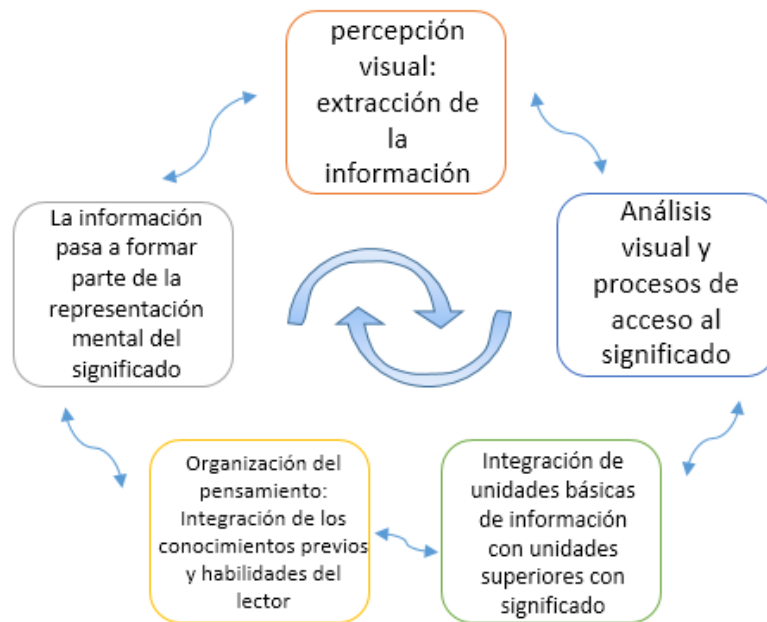 percepción
visual:
extracción de
la
información
Análisis
visual y
procesos de
acceso al
significado
Integración de
unidades básicas
de información
con unidades
superiores con
significado
Organización del
pensamiento:
Integración de los
conocimientos previos
y habilidades del
lector
La información
pasa a formar
parte de la
representación
mental del
significado